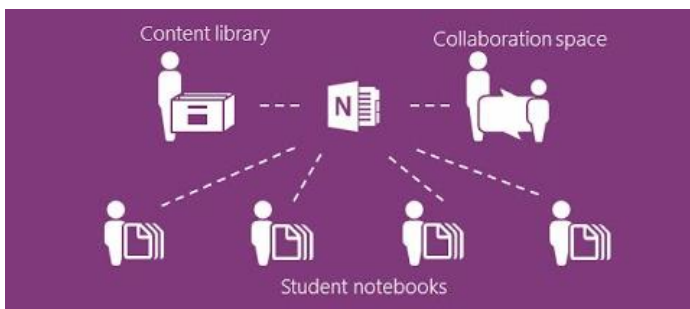 Content library
Collaboration space
N
Student notebooks